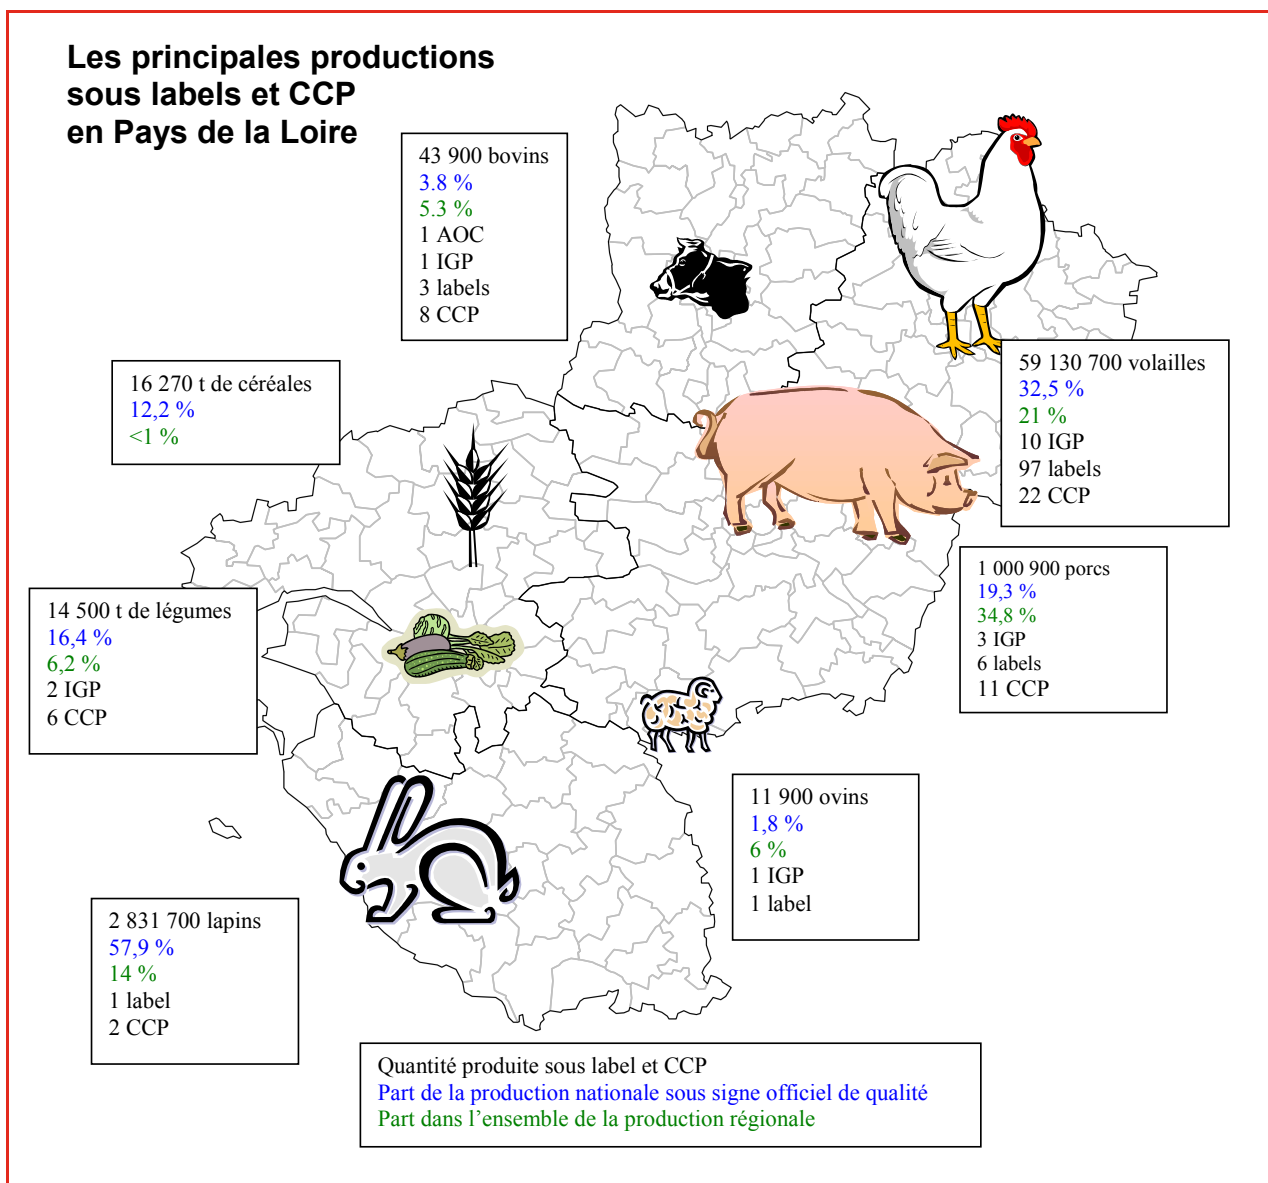 Les principales productions
sous labels et CCP
en Pays de la Loire
43 900 bovins
3.8 %
5.3 %
1 AOC
1 IGP
3 labels
8 CCP
59 130 700 volailles
32,5 %
21 %
10 IGP
97 labels
22 CCP
16 270 t de céréales
12,2 %
<1 %
1 000 900 porcs
19,3 %
34,8 %
3 IGP
6 labels
11 CCP
14 500 t de légumes
16,4 %
6,2 %
2 IGP
6 CCP
11 900 ovins
1,8 %
6 %
1 IGP
1 label
2 831 700 lapins
57,9 %
14 %
1 label
2 CCP
Quantité produite sous label et CCP
Part de la production nationale sous signe officiel de qualité
Part dans l'ensemble de la production régionale